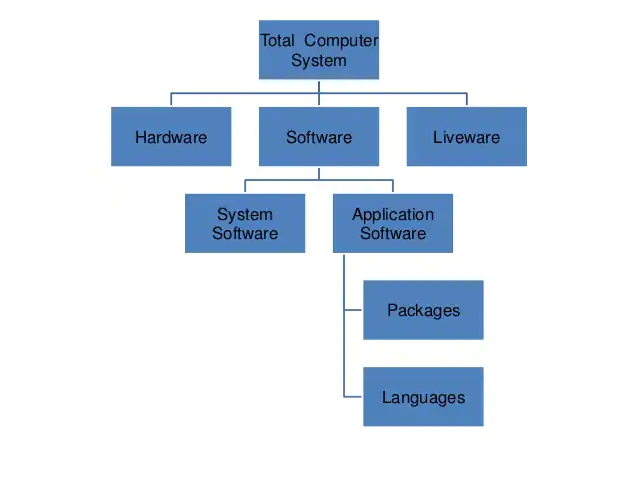 Total Computer
System
Hardware
Software
Liveware
System
Software
Application
Software
Packages
Languages